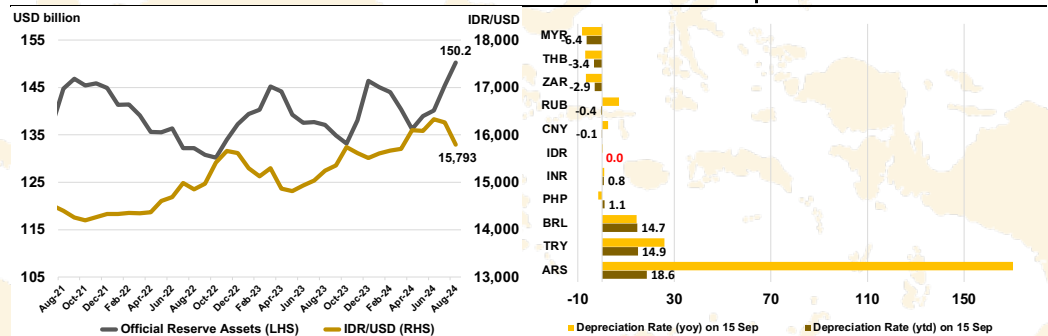 USD billion
IDR/USD
155
18,000
150.2
145
17,000
135
16,000
15,793
125
15,000
115
14,000
105
13,000
Aug-21
Oct-21
Dec-21
Feb-22
Apr-22
Jun-22
Aug-22
Oct-22
Dec-22
Feb-23
Apr-23
Jun-23
Aug-23
Oct-23
Dec-23
Feb-24
Apr-24
Jun-24
Aug-24
Official Reserve Assets (LHS)
IDR/USD (RHS)
MYR
-6.4
THB
-3.4
ZAR
-2.9
RUB
-0.4
CNY
-0.1
IDR
0.0
INR
0.8
PHP
1.1
BRL
14.7
TRY
14.9
ARS
18.6
-10
30
70
110
150
Depreciation Rate (yoy) on 15 Sep
Depreciation Rate (ytd) on 15 Sep